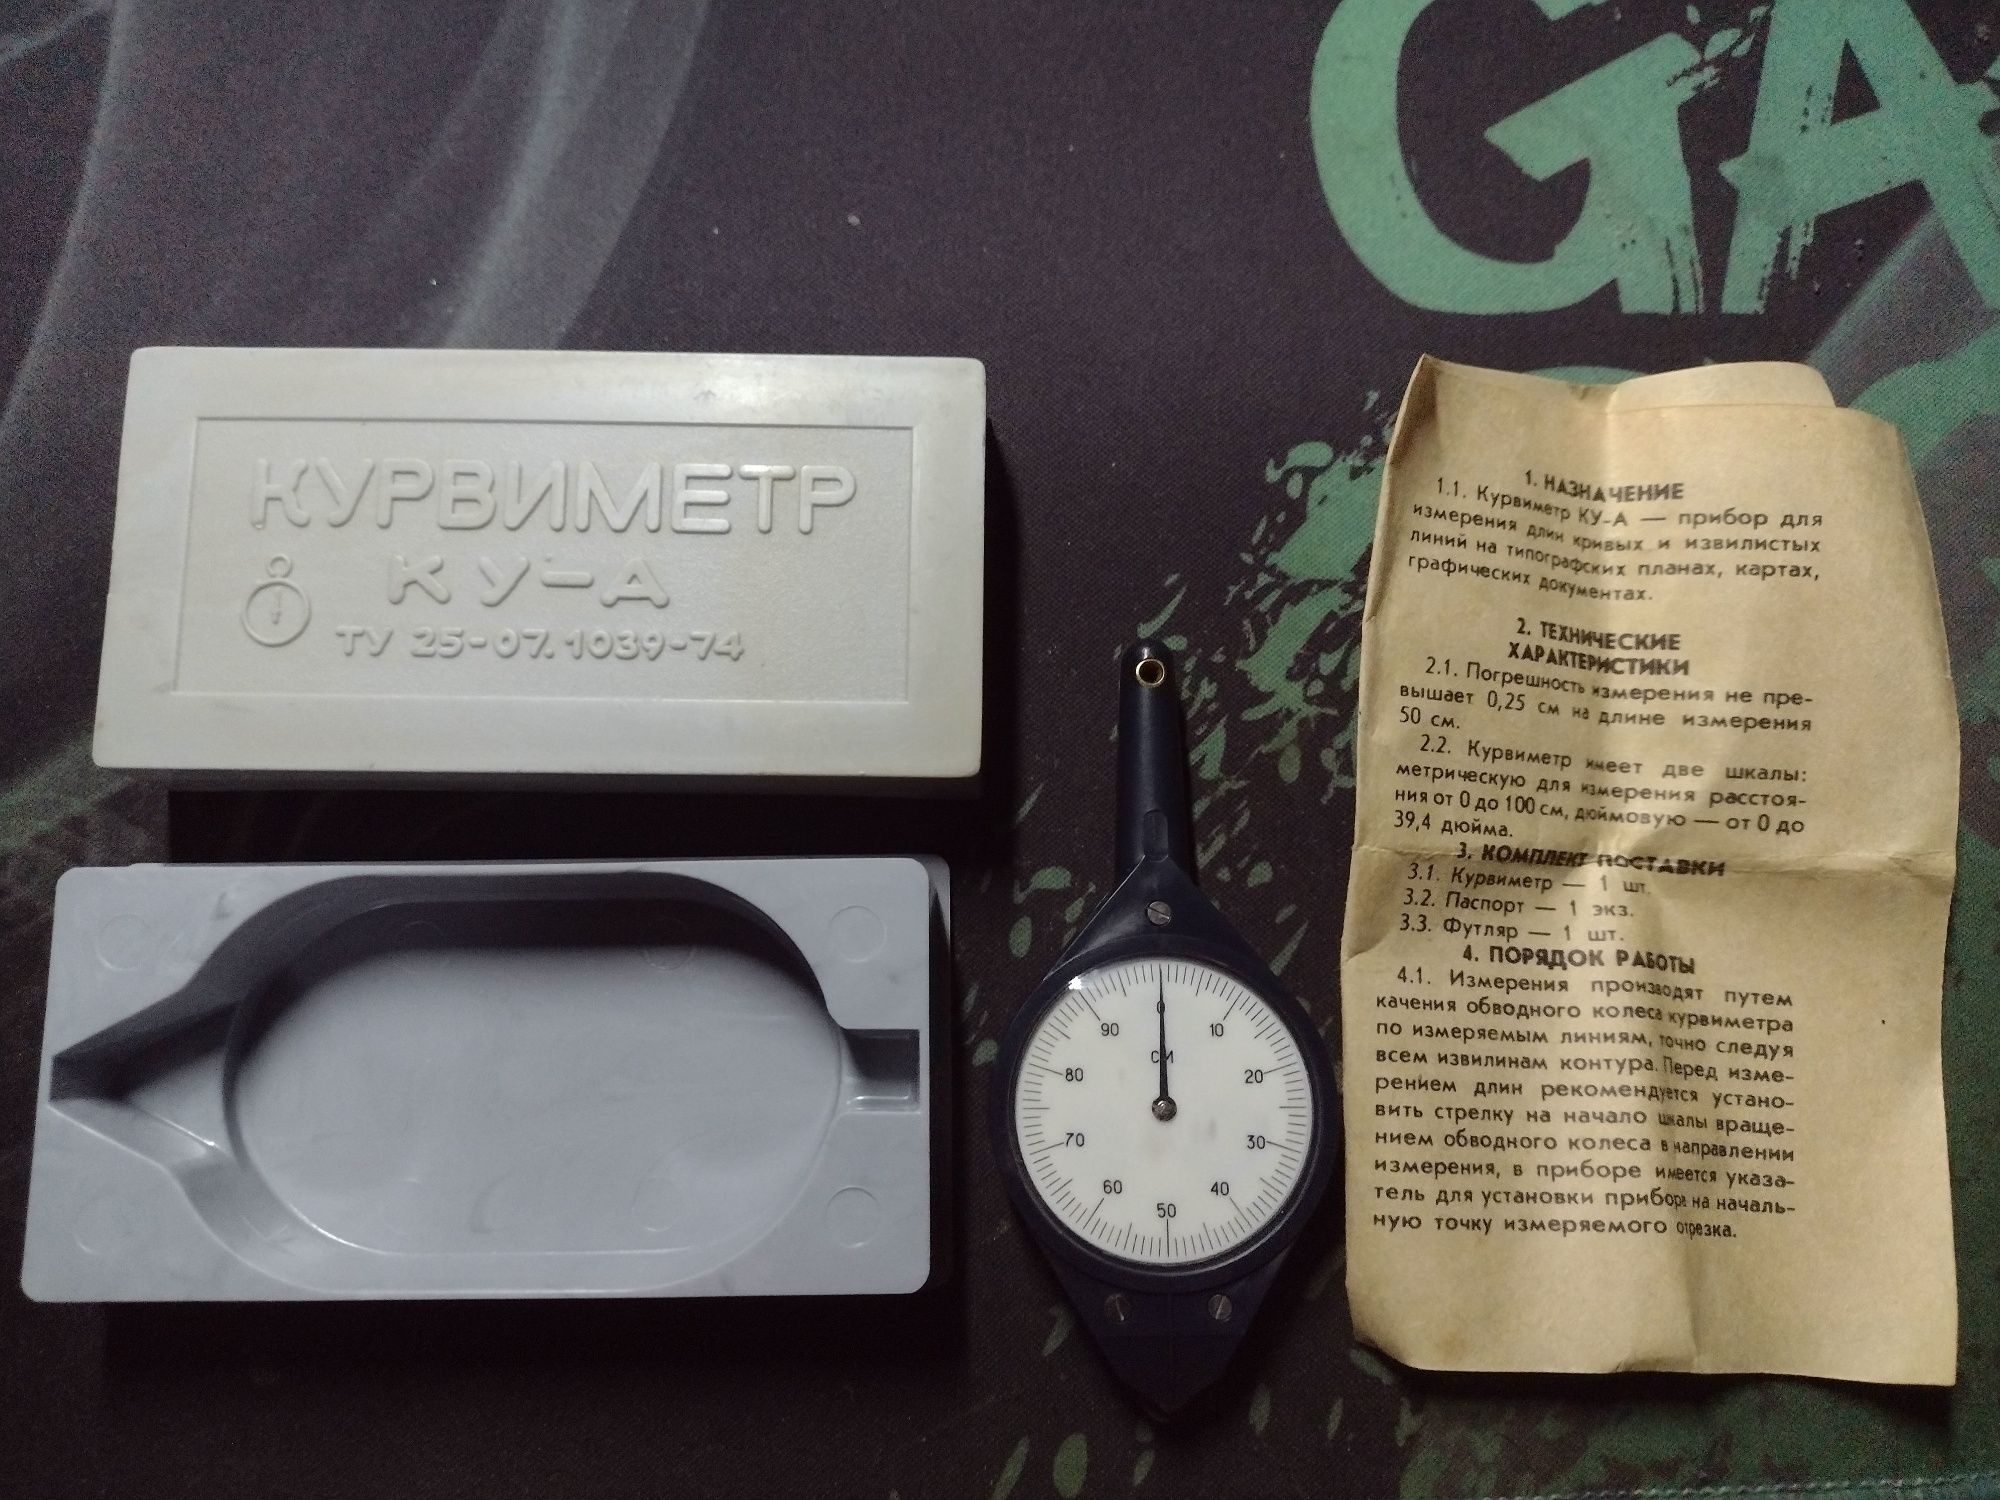 GA
КУРВИМЕТР
КУ-А
ТУ 25-07.1039-74
0
10
20
30
40
50
60
70
80
90
СМ
1. НАЗНАЧЕНИЕ
1.1. Курвиметр КУ-А — прибор для
измерения длин кривых и извилистых
линий на типографских планах, картах,
графических документах.
2. ТЕХНИЧЕСКИЕ
ХАРАКТЕРИСТИКИ
2.1. Погрешность измерения не пре-
вышает 0,25 см на длине измерения
50 см.
2.2. Курвиметр имеет две шкалы:
метрическую для измерения расстоя-
ния от 0 до 100 см, дюймовую — от 0 до
39,4 дюйма.
3. КОМПЛЕКТ ПОСТАВКИ
3.1. Курвиметр — 1 шт.
3.2. Паспорт — 1 экз.
3.3. Футляр — 1 шт.
4. ПОРЯДОК РАБОТЫ
4.1. Измерения производят путем
качения обводного колеса курвиметра
по измеряемым линиям, точно следуя
всем извилинам контура. Перед изме-
рением длин рекомендуется устано-
вить стрелку на начало шкалы враще-
нием обводного колеса в направлении
измерения, в приборе имеется указа-
тель для установки прибора на началь-
ную точку измеряемого отрезка.